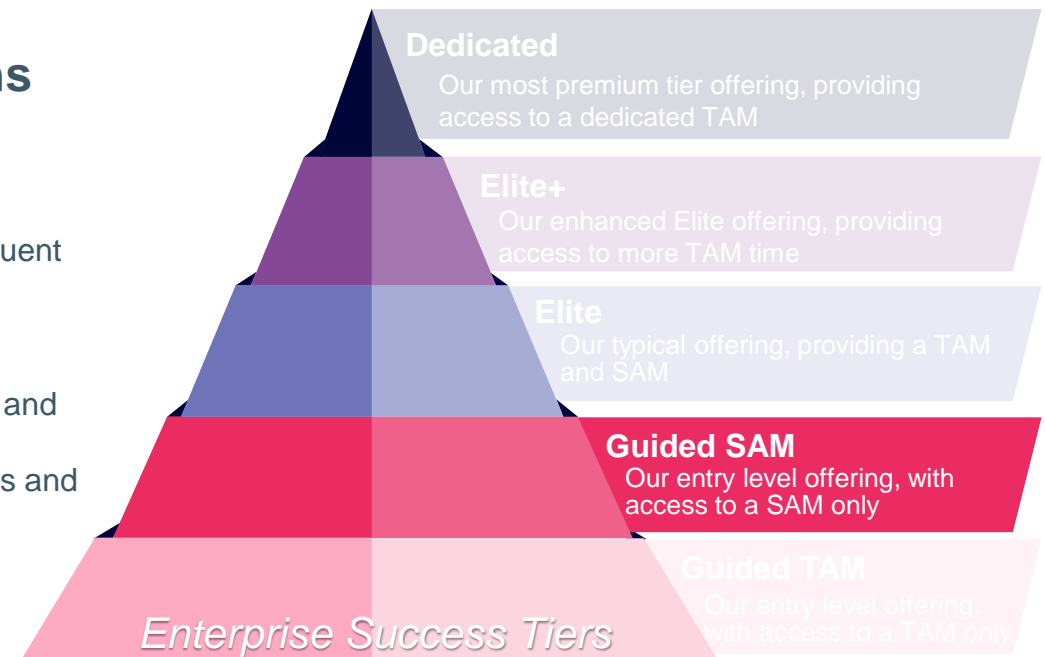 ns
uent
and
s and
Dedicated
Our most premium tier offering, providing
access to a dedicated TAM
Elite+
Our enhanced Elite offering, providing
access to more TAM time
Elite
Our typical offering, providing a TAM
and SAM
Guided SAM
Our entry level offering, with
access to a SAM only
Guided TAM
Our entry level offering,
with access to a TAM only
Enterprise Success Tiers